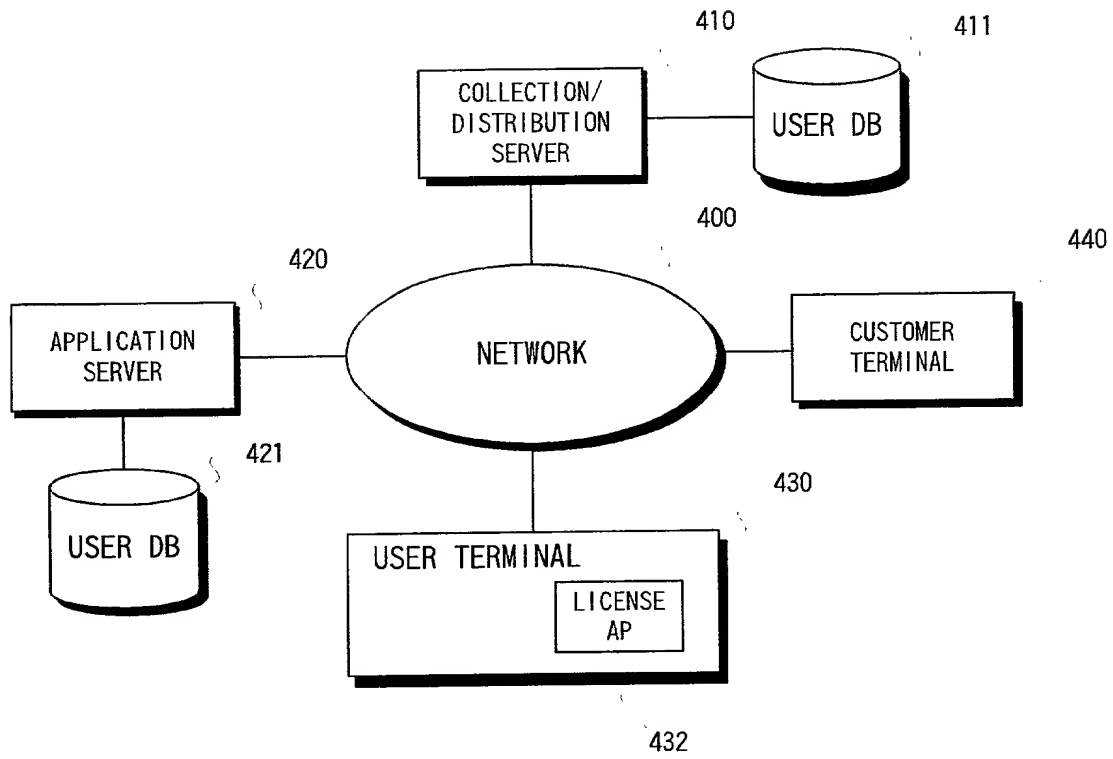 410
411
COLLECTION/
DISTRIBUTION
SERVER
USER DB
400
440
420
APPLICATION
SERVER
NETWORK
CUSTOMER
TERMINAL
421
USER DB
430
USER TERMINAL
LICENSE
AP
432